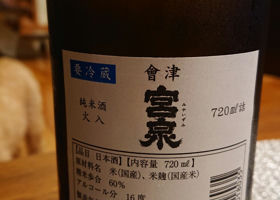 要冷蔵
會津
宮泉
みやいずみ
純米酒
火入
720㎖詰
【品目 日本酒】【内容量 720㎖】
原材料名 米(国産)、米麹(国産米)
精米歩合 60%
アルコール分 16度